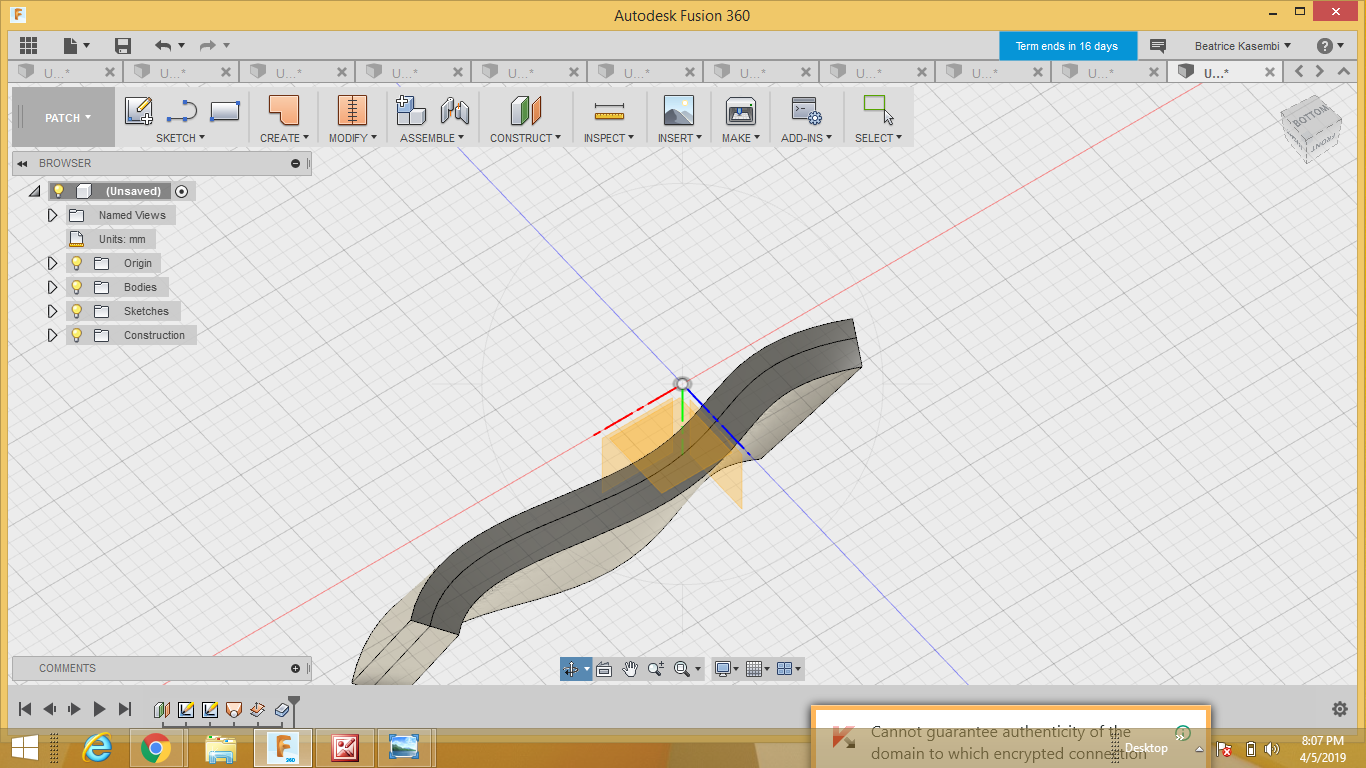 Autodesk Fusion 360
Term ends in 16 days
Beatrice Kasembi
U...* U...* U...* U...* U...* U...* U...* U...* U...* U...* U...*
PATCH
SKETCH CREATE MODIFY ASSEMBLE CONSTRUCT INSPECT INSERT MAKE ADD-INS SELECT
BOTTOM
FRONT
BROWSER
(Unsaved)
Named Views
Units: mm
Origin
Bodies
Sketches
Construction
COMMENTS
Cannot guarantee authenticity of the
domain to which encrypted connection
Desktop
8:07 PM
4/5/2019